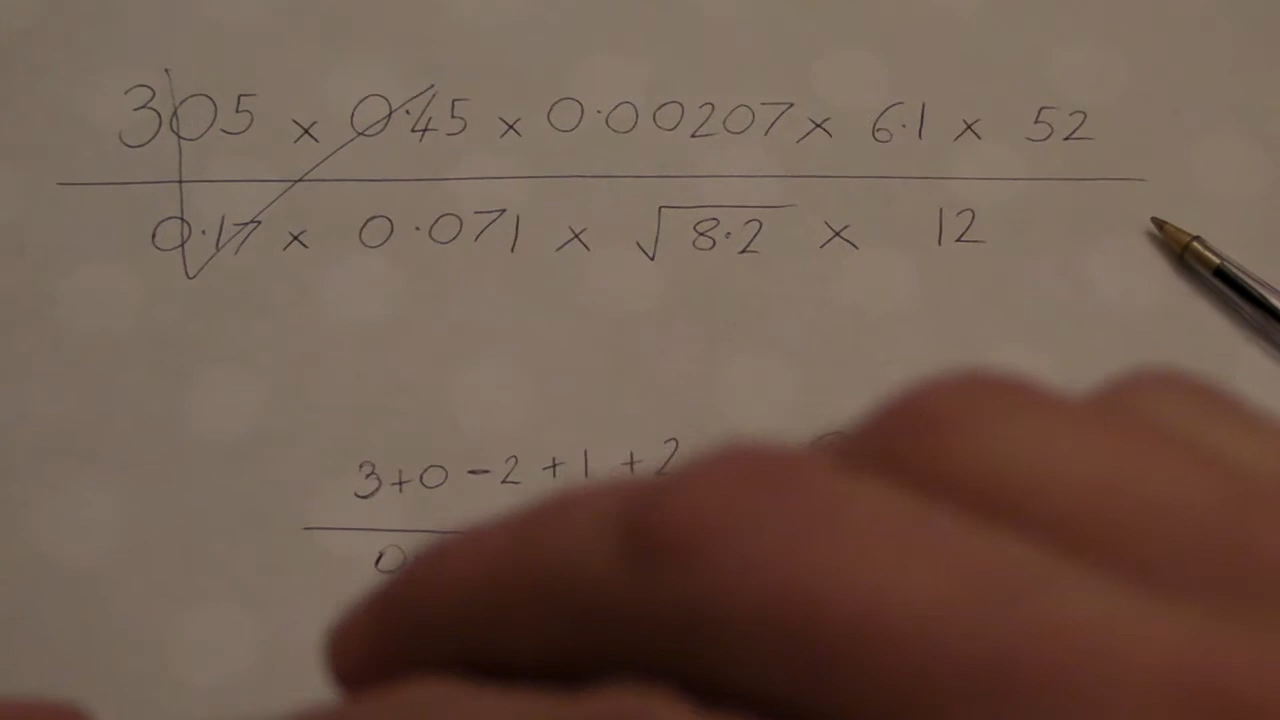 305 × 0·45 × 0·00207 × 6·1 × 52
0·17 × 0·071 × √8·2 × 12
3+0-2+1+2
0